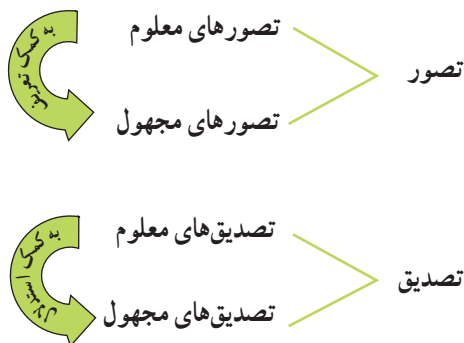 تصور
تصورهای معلوم
تصورهای مجهول
به کمک تعریف
تصدیق
تصدیق‌های معلوم
تصدیق‌های مجهول
به کمک استدلال